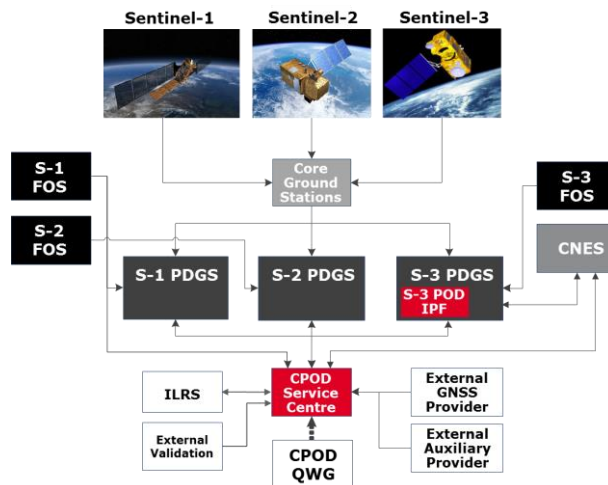 Sentinel-1
Sentinel-2
Sentinel-3
Core
Ground
Stations
S-1
FOS
S-2
FOS
S-3
FOS
CNES
S-1 PDGS
S-2 PDGS
S-3 PDGS
S-3 POD
IPF
CPOD
Service
Centre
ILRS
External
Validation
CPOD
QWG
External
GNSS
Provider
External
Auxiliary
Provider